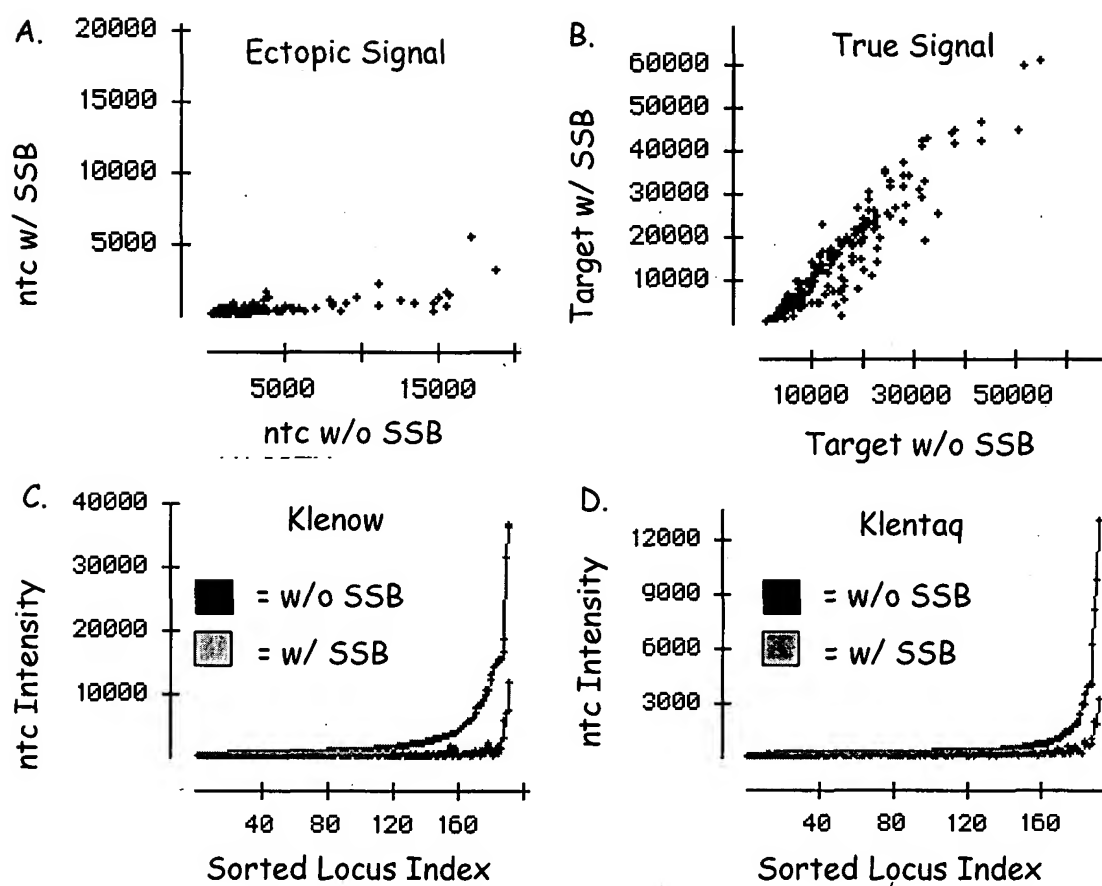 A.
Ectopic Signal
20000
15000
10000
5000
ntc w/ SSB
5000 15000
ntc w/o SSB
B.
True Signal
60000
50000
40000
30000
20000
10000
Target w/ SSB
10000 30000 50000
Target w/o SSB
C.
Klenow
40000
30000
20000
10000
ntc Intensity
= w/o SSB
= w/ SSB
40 80 120 160
Sorted Locus Index
D.
Klentaq
12000
9000
6000
3000
ntc Intensity
= w/o SSB
= w/ SSB
40 80 120 160
Sorted Locus Index